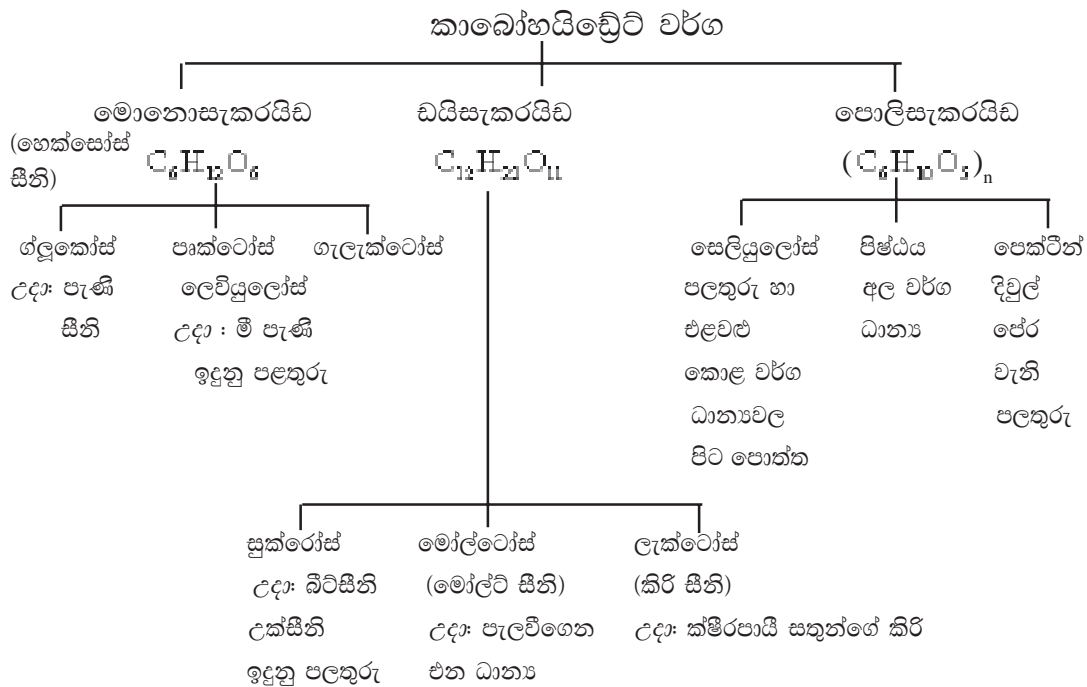 කාබෝහයිඩ්‍රේට් වර්ග
මොනොසැකරයිඩ ඩයිසැකරයිඩ පොලිසැකරයිඩ
(හෙක්සෝස්
සීනි)
C₆H₁₂O₆ C₁₂H₂₂O₁₁ (C₆H₁₀O₅)ₙ
ග්ලූකෝස් පෘක්ටෝස් ගැලැක්ටෝස් සෙලියුලෝස් පිෂ්ඨය පෙක්ටීන්
උදා: පැණි ලෙවියුලෝස් පලතුරු හා අල වර්ග දිවුල්
සීනි උදා : මී පැණි එළවළු ධාන්‍ය පේර
ඉදුනු පළතුරු කොළ වර්ග වැනි
ධාන්‍යවල පලතුරු
පිට පොත්ත
සුක්රෝස් මෝල්ටෝස් ලැක්ටෝස්
උදා: බීට්සීනි (මෝල්ට් සීනි) (කිරි සීනි)
උක්සීනි උදා: පැලවීගෙන උදා: ක්ෂීරපායී සතුන්ගේ කිරි
ඉදුනු පලතුරු එන ධාන්‍ය